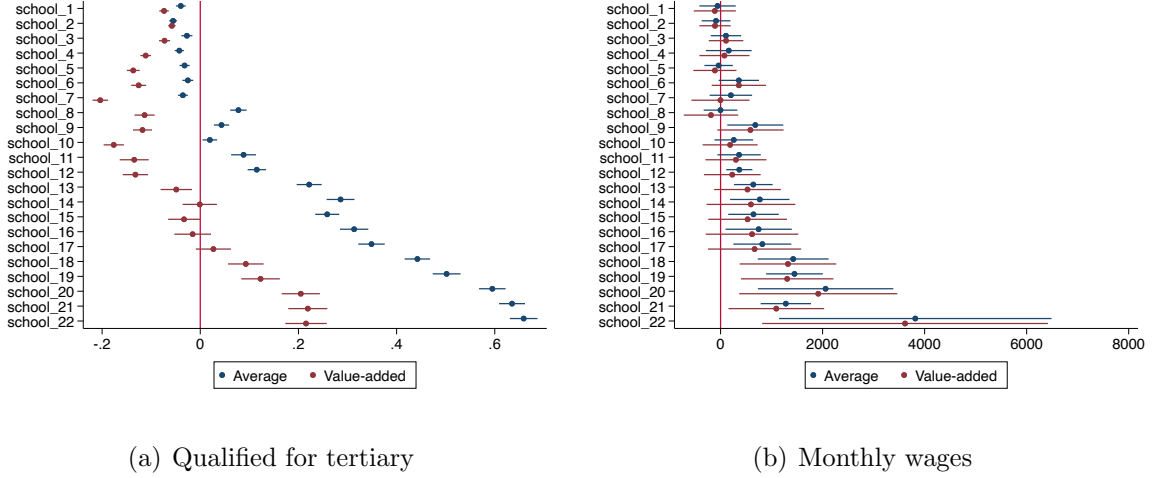 school_1
school_2
school_3
school_4
school_5
school_6
school_7
school_8
school_9
school_10
school_11
school_12
school_13
school_14
school_15
school_16
school_17
school_18
school_19
school_20
school_21
school_22
-.2 0 .2 .4 .6
Average Value-added
(a) Qualified for tertiary
school_1
school_2
school_3
school_4
school_5
school_6
school_7
school_8
school_9
school_10
school_11
school_12
school_13
school_14
school_15
school_16
school_17
school_18
school_19
school_20
school_21
school_22
0 2000 4000 6000 8000
Average Value-added
(b) Monthly wages